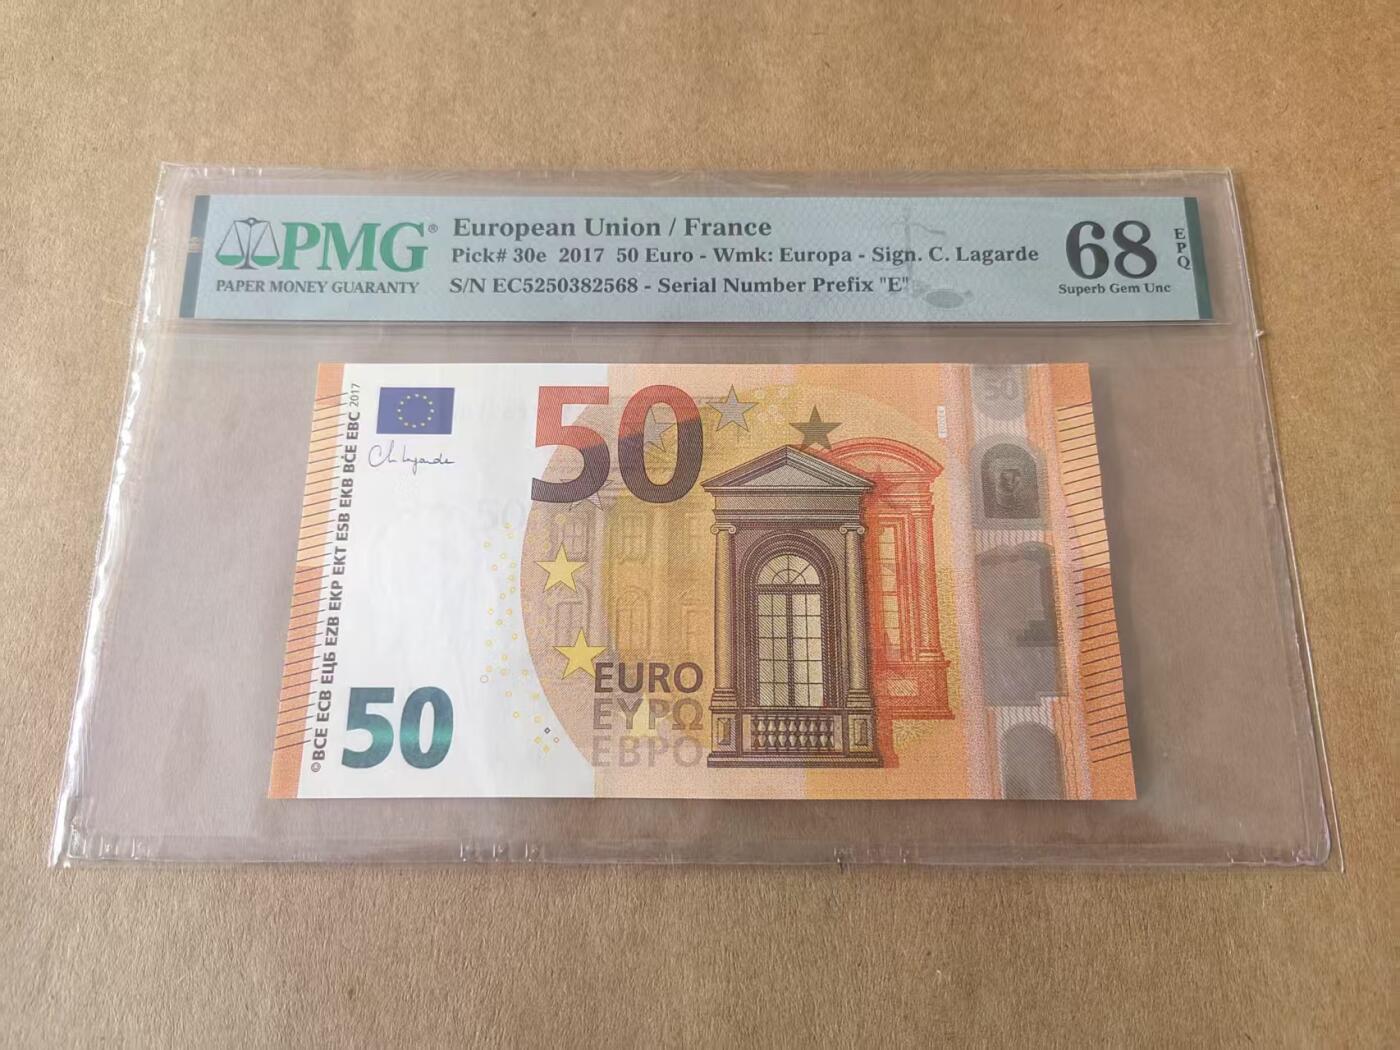 PMG®
PAPER MONEY GUARANTY
European Union / France
Pick# 30e 2017 50 Euro - Wmk: Europa - Sign. C. Lagarde
S/N EC5250382568 - Serial Number Prefix "E"
68
EPQ
Superb Gem Unc
©BCE ECB ЕЦБ EZB EKP EKT ESB EKB BĊE EBC 2017
50
50
50
EURO
ΕΥΡΩ
ЕВРО